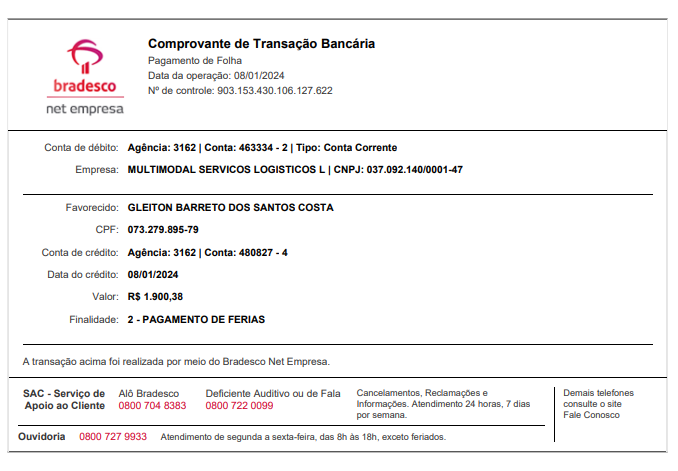 bradesco
net empresa
Comprovante de Transação Bancária
Pagamento de Folha
Data da operação: 08/01/2024
Nº de controle: 903.153.430.106.127.622
Conta de débito: Agência: 3162 | Conta: 463334 - 2 | Tipo: Conta Corrente
Empresa: MULTIMODAL SERVICOS LOGISTICOS L | CNPJ: 037.092.140/0001-47
Favorecido: GLEITON BARRETO DOS SANTOS COSTA
CPF: 073.279.895-79
Conta de crédito: Agência: 3162 | Conta: 480827 - 4
Data do crédito: 08/01/2024
Valor: R$ 1.900,38
Finalidade: 2 - PAGAMENTO DE FERIAS
A transação acima foi realizada por meio do Bradesco Net Empresa.
SAC - Serviço de
Apoio ao Cliente
Alô Bradesco
0800 704 8383
Deficiente Auditivo ou de Fala
0800 722 0099
Cancelamentos, Reclamações e
Informações. Atendimento 24 horas, 7 dias
por semana.
Demais telefones
consulte o site
Fale Conosco
Ouvidoria 0800 727 9933 Atendimento de segunda a sexta-feira, das 8h às 18h, exceto feriados.